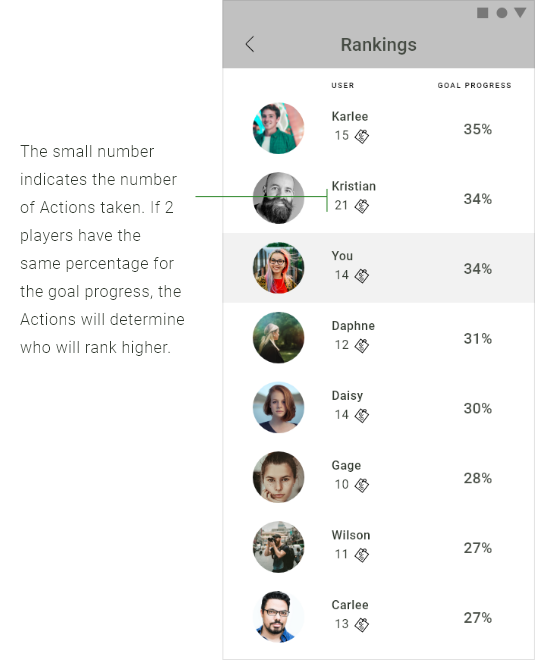 Rankings
USER GOAL PROGRESS
Karlee
15 35%
The small number
indicates the number
of Actions taken. If 2
players have the
same percentage for
the goal progress, the
Actions will determine
who will rank higher.
Kristian
21 34%
You
14 34%
Daphne
12 31%
Daisy
14 30%
Gage
10 28%
Wilson
11 27%
Carlee
13 27%